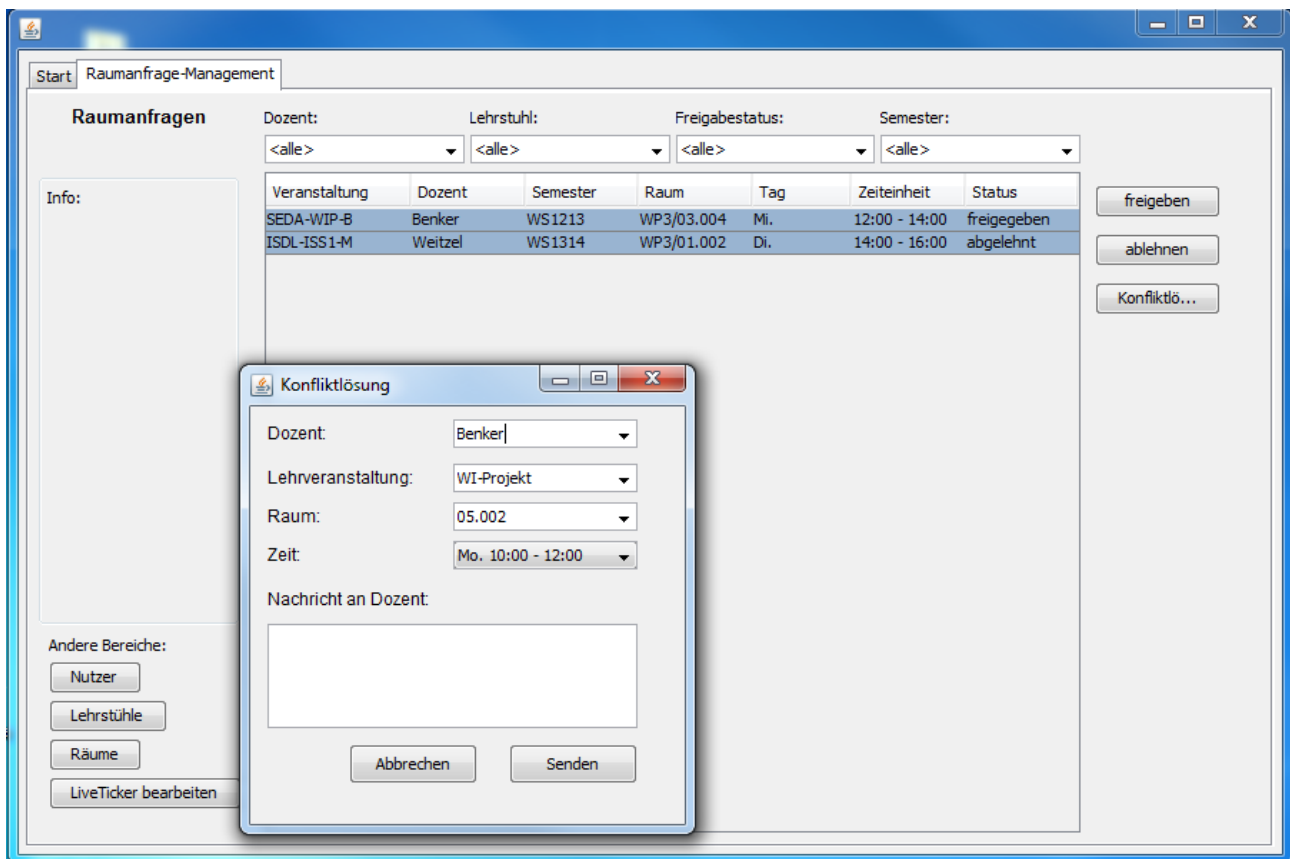 Start Raumanfrage-Management
Raumanfragen
Dozent: Lehrstuhl: Freigabestatus: Semester:
<alle> <alle> <alle> <alle>
Info:
Veranstaltung Dozent Semester Raum Tag Zeiteinheit Status
SEDA-WIP-B Benker WS1213 WP3/03.004 Mi. 12:00 - 14:00 freigegeben
ISDL-ISS1-M Weitzel WS1314 WP3/01.002 Di. 14:00 - 16:00 abgelehnt
freigeben
ablehnen
Konfliktlö...
Konfliktlösung
Dozent: Benker
Lehrveranstaltung: WI-Projekt
Raum: 05.002
Zeit: Mo. 10:00 - 12:00
Nachricht an Dozent:
Abbrechen Senden
Andere Bereiche:
Nutzer
Lehrstühle
Räume
LiveTicker bearbeiten